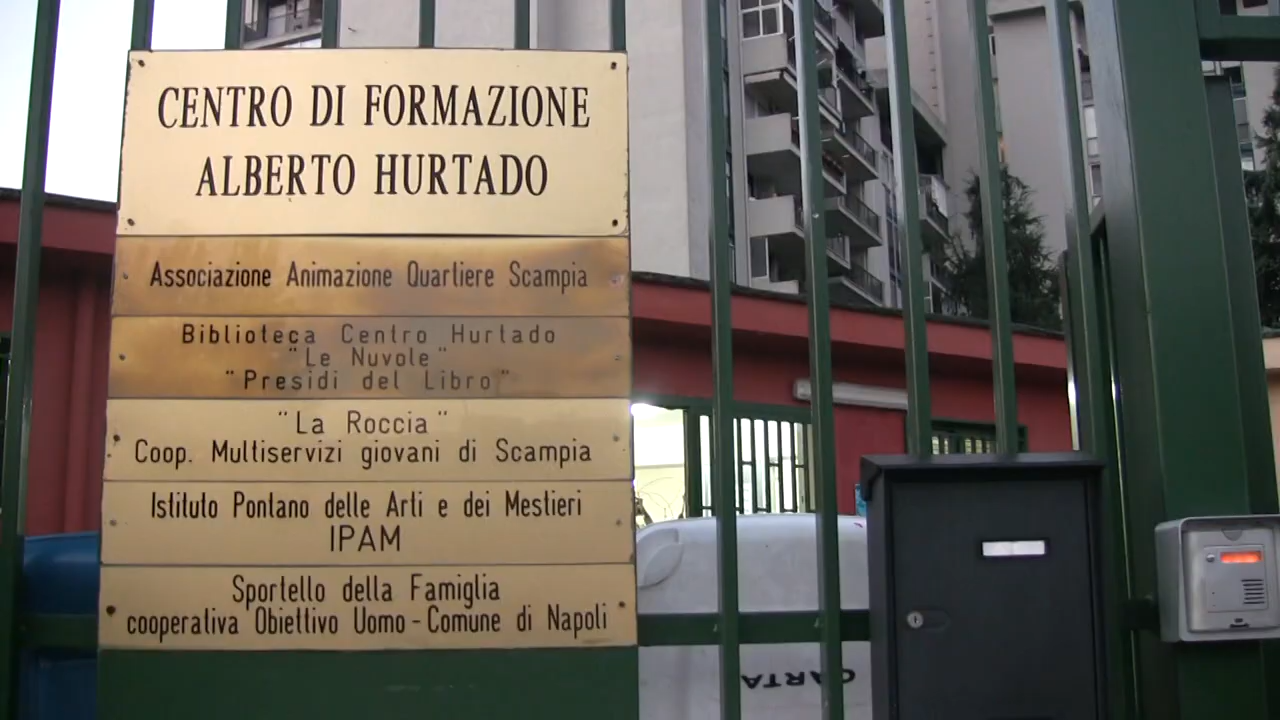 CENTRO DI FORMAZIONE
ALBERTO HURTADO
Associazione Animazione Quartiere Scampia
Biblioteca Centro Hurtado
"Le Nuvole"
"Presidi del Libro"
"La Roccia"
Coop. Multiservizi giovani di Scampia
Istituto Pontano delle Arti e dei Mestieri
IPAM
Sportello della Famiglia
cooperativa Obiettivo Uomo - Comune di Napoli
CARTA